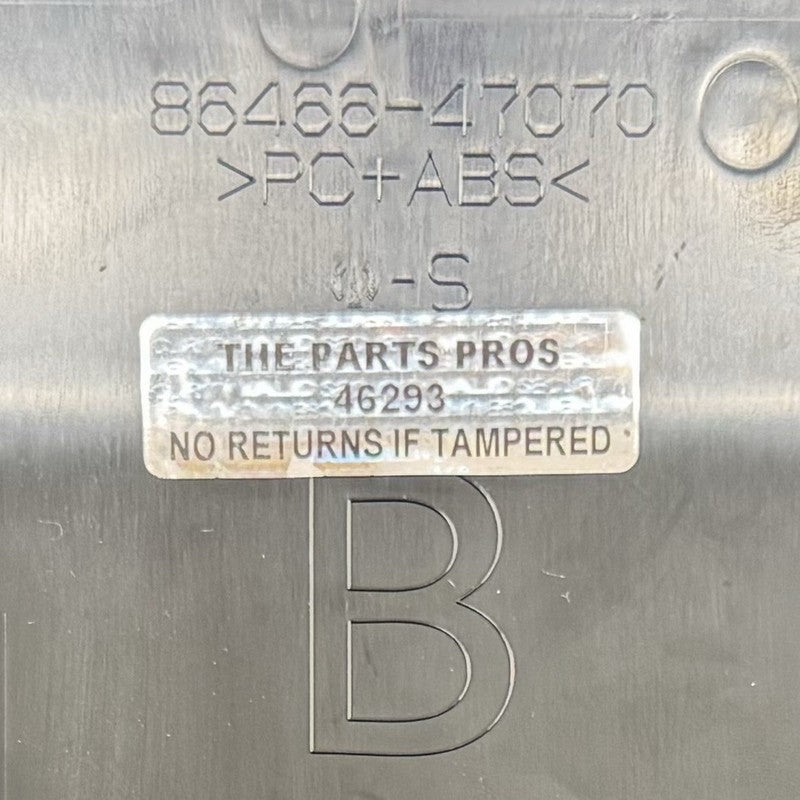 86466-47070
>PC+ABS<
-S
THE PARTS PROS
46293
NO RETURNS IF TAMPERED
B